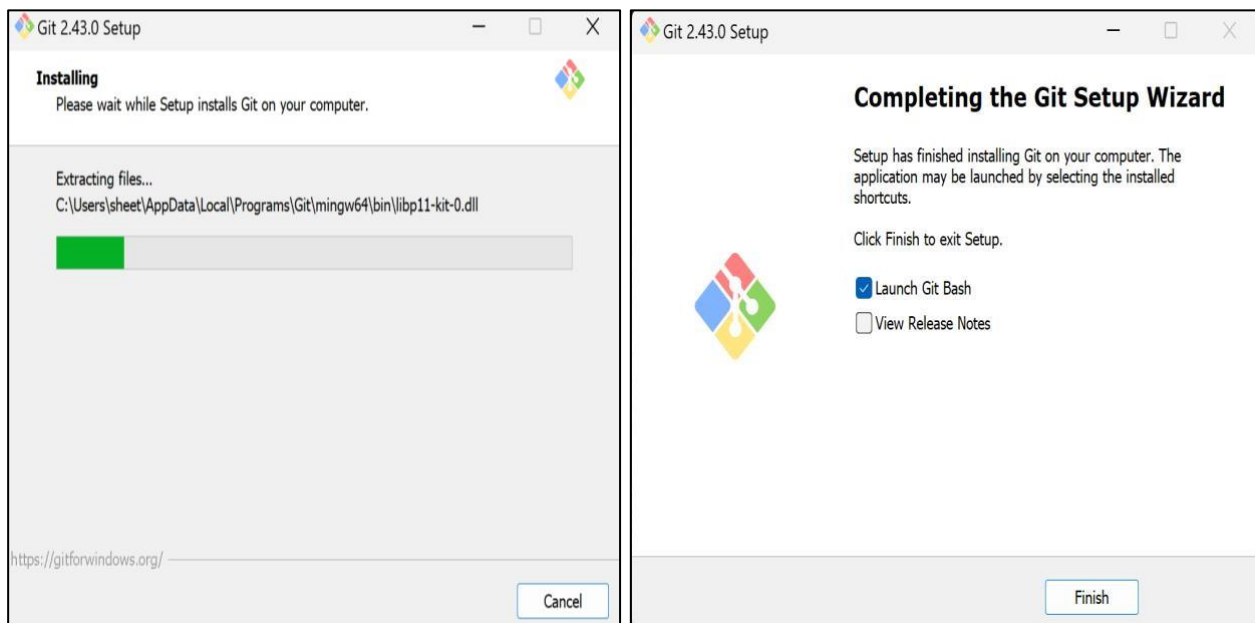 Git 2.43.0 Setup
Installing
Please wait while Setup installs Git on your computer.
Extracting files...
C:\Users\sheet\AppData\Local\Programs\Git\mingw64\bin\libp11-kit-0.dll
https://gitforwindows.org/
Cancel
Git 2.43.0 Setup
Completing the Git Setup Wizard
Setup has finished installing Git on your computer. The
application may be launched by selecting the installed
shortcuts.
Click Finish to exit Setup.
Launch Git Bash
View Release Notes
Finish